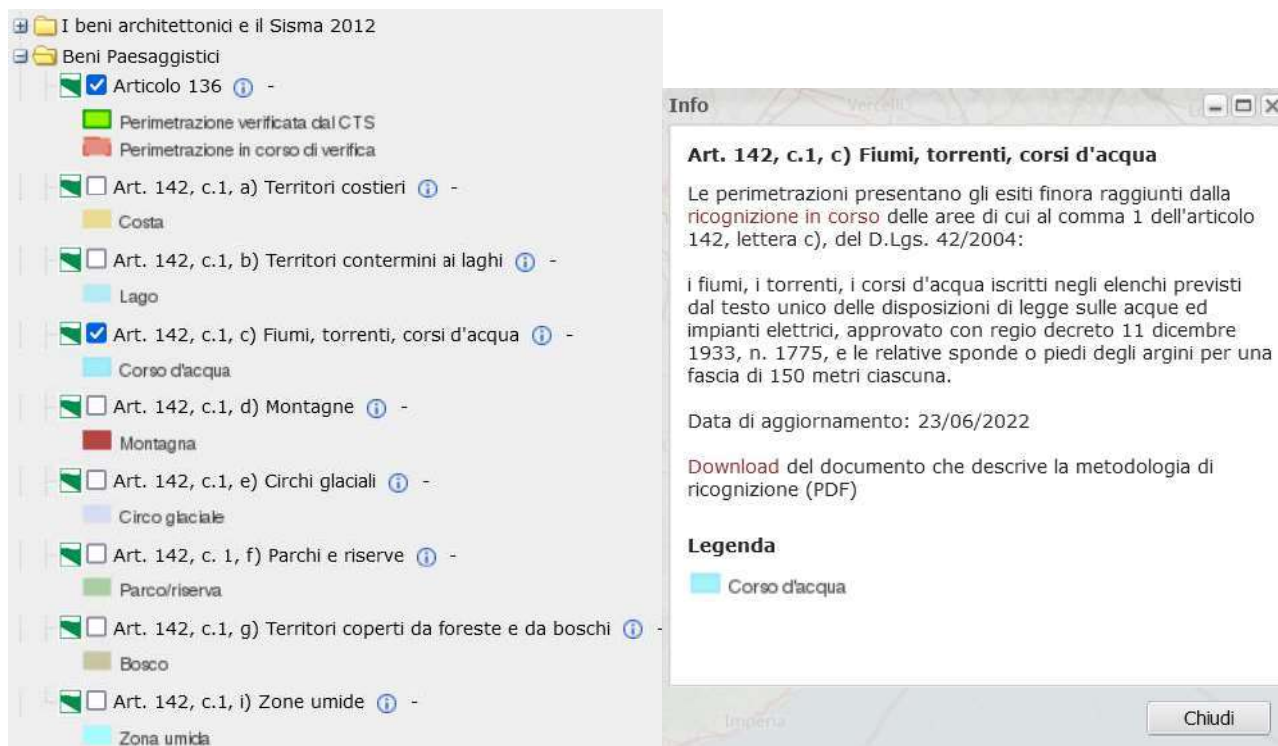 I beni architettonici e il Sisma 2012
Beni Paesaggistici
Articolo 136 -
Perimetrazione verificata dal CTS
Perimetrazione in corso di verifica
Art. 142, c.1, a) Territori costieri -
Costa
Art. 142, c.1, b) Territori contermini ai laghi -
Lago
Art. 142, c.1, c) Fiumi, torrenti, corsi d'acqua -
Corso d'acqua
Art. 142, c.1, d) Montagne -
Montagna
Art. 142, c.1, e) Circhi glaciali -
Circo glaciale
Art. 142, c. 1, f) Parchi e riserve -
Parco/riserva
Art. 142, c.1, g) Territori coperti da foreste e da boschi -
Bosco
Art. 142, c.1, i) Zone umide -
Zona umida
Info
Vercelli
Art. 142, c.1, c) Fiumi, torrenti, corsi d'acqua
Le perimetrazioni presentano gli esiti finora raggiunti dalla
ricognizione in corso delle aree di cui al comma 1 dell'articolo
142, lettera c), del D.Lgs. 42/2004:
i fiumi, i torrenti, i corsi d'acqua iscritti negli elenchi previsti
dal testo unico delle disposizioni di legge sulle acque ed
impianti elettrici, approvato con regio decreto 11 dicembre
1933, n. 1775, e le relative sponde o piedi degli argini per una
fascia di 150 metri ciascuna.
Data di aggiornamento: 23/06/2022
Download del documento che descrive la metodologia di
ricognizione (PDF)
Legenda
Corso d'acqua
Imperia
Chiudi